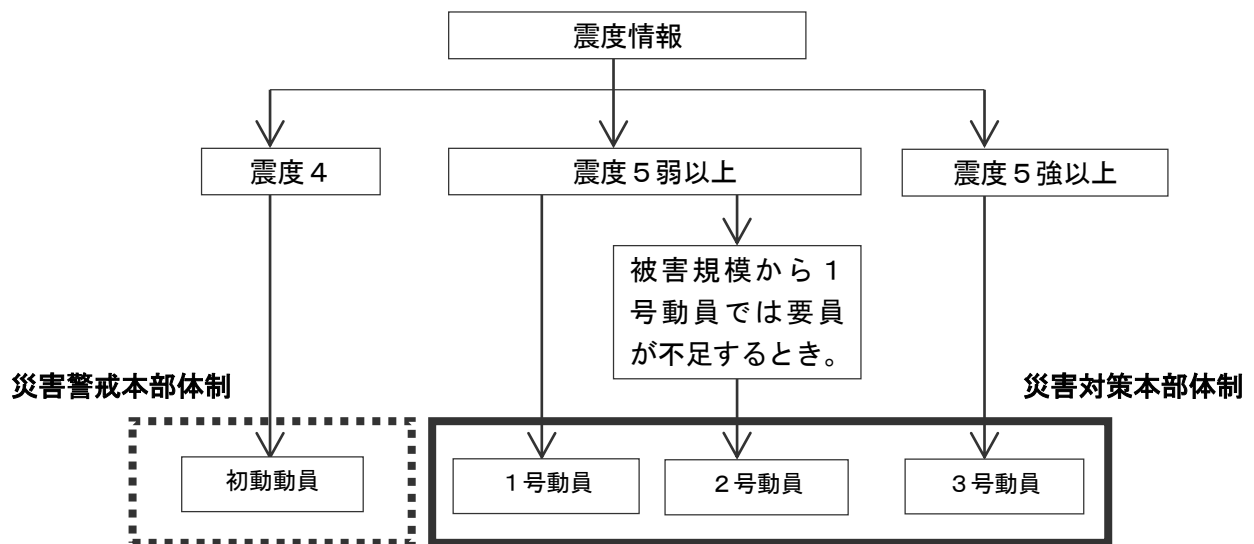 震度情報
震度4
震度5弱以上
震度5強以上
被害規模から1
号動員では要員
が不足するとき。
災害警戒本部体制
災害対策本部体制
初動動員
1号動員
2号動員
3号動員